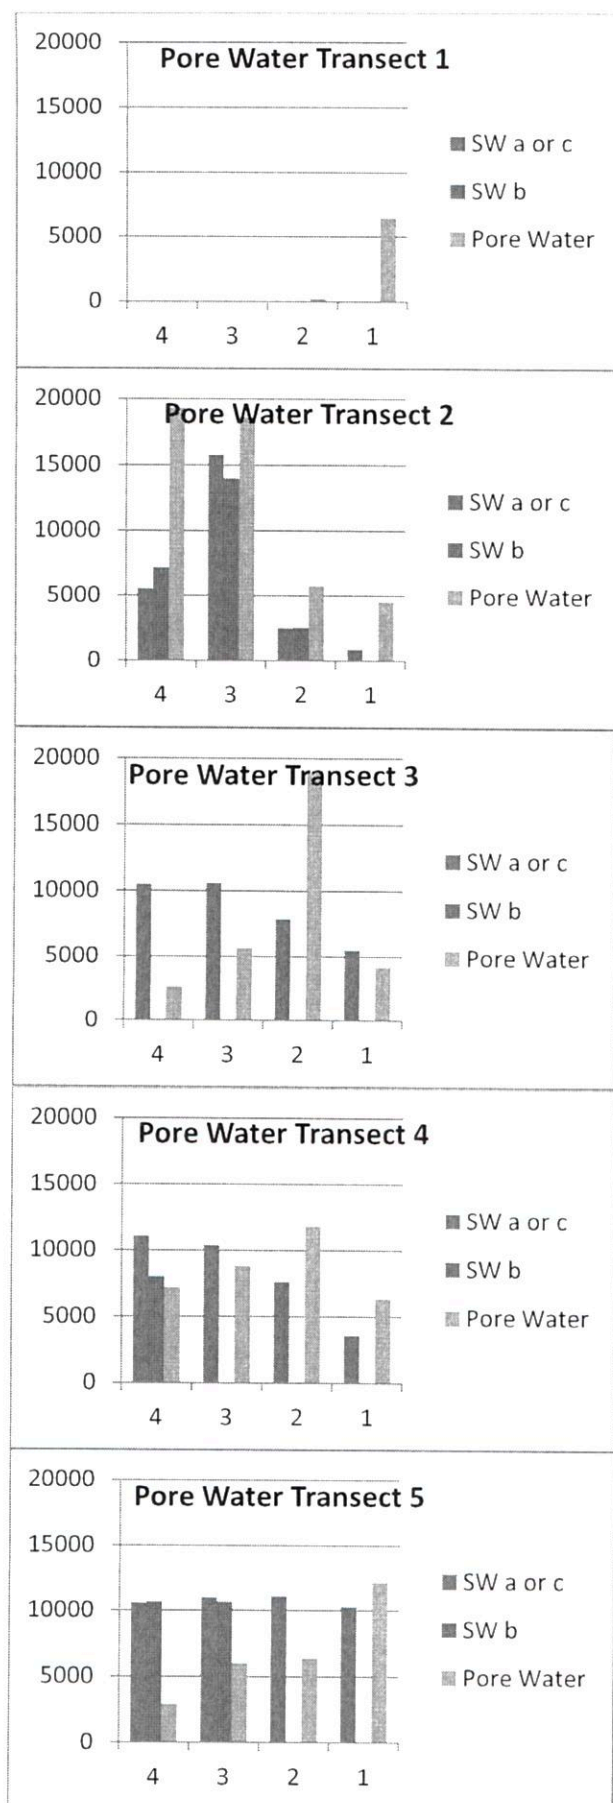 Pore Water Transect 1
20000
15000
10000
5000
0
4 3 2 1
SW a or c
SW b
Pore Water
Pore Water Transect 2
20000
15000
10000
5000
0
4 3 2 1
SW a or c
SW b
Pore Water
Pore Water Transect 3
20000
15000
10000
5000
0
4 3 2 1
SW a or c
SW b
Pore Water
Pore Water Transect 4
20000
15000
10000
5000
0
4 3 2 1
SW a or c
SW b
Pore Water
Pore Water Transect 5
20000
15000
10000
5000
0
4 3 2 1
SW a or c
SW b
Pore Water